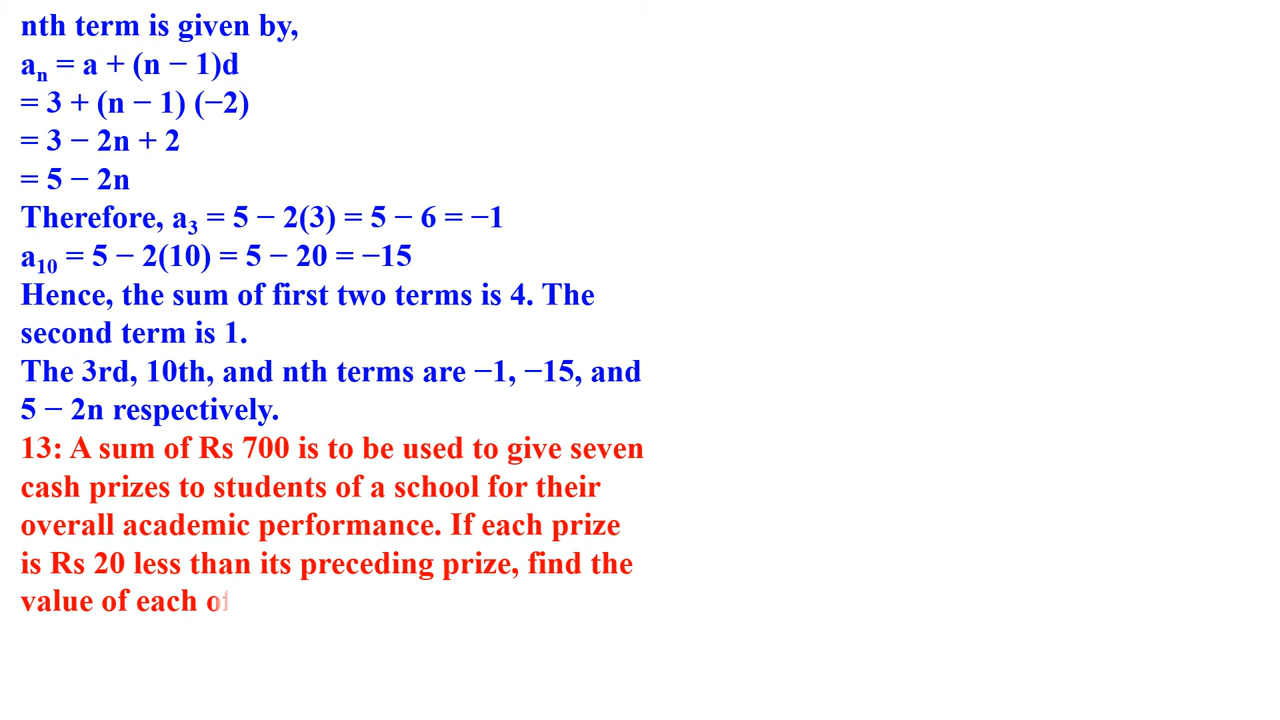 nth term is given by,
aₙ = a + (n − 1)d
= 3 + (n − 1) (−2)
= 3 − 2n + 2
= 5 − 2n
Therefore, a₃ = 5 − 2(3) = 5 − 6 = −1
a₁₀ = 5 − 2(10) = 5 − 20 = −15
Hence, the sum of first two terms is 4. The
second term is 1.
The 3rd, 10th, and nth terms are −1, −15, and
5 − 2n respectively.
13: A sum of Rs 700 is to be used to give seven
cash prizes to students of a school for their
overall academic performance. If each prize
is Rs 20 less than its preceding prize, find the
value of each of